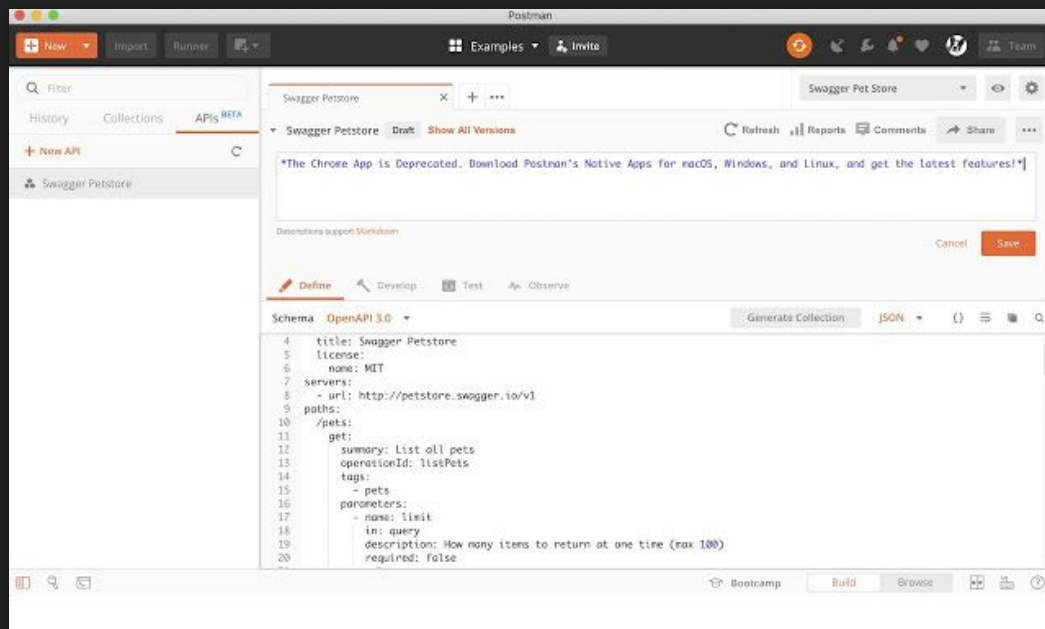 Postman
New
Import
Runner
Examples
Invite
Team
Filter
History
Collections
APIs BETA
+ New API
Swagger Petstore
Swagger Petstore
Swagger Pet Store
Swagger Petstore Draft Show All Versions
Refresh
Reports
Comments
Share
*The Chrome App is Deprecated. Download Postman's Native Apps for macOS, Windows, and Linux, and get the latest features!*
Descriptions support Markdown
Cancel
Save
Define
Develop
Test
Observe
Schema OpenAPI 3.0
Generate Collection
JSON
4 title: Swagger Petstore
5 license:
6 name: MIT
7 servers:
8 - url: http://petstore.swagger.io/v1
9 paths:
10 /pets:
11 get:
12 summary: List all pets
13 operationId: listPets
14 tags:
15 - pets
16 parameters:
17 - name: limit
18 in: query
19 description: How many items to return at one time (max 100)
20 required: false
Bootcamp
Build
Browse